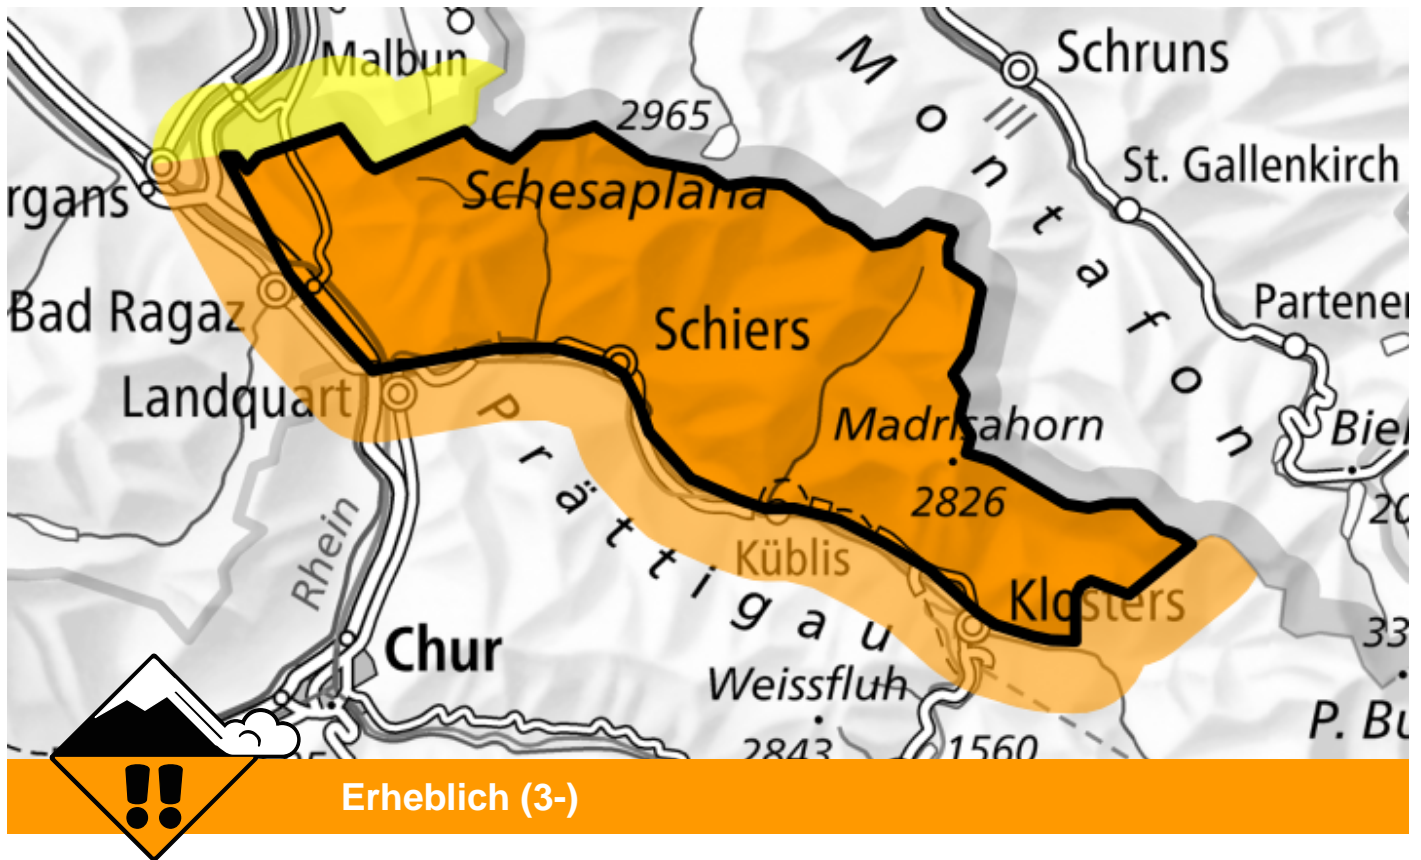 Malbun
Schruns
2965
Montafon
St. Gallenkirch
rgans
Schesaplana
Bad Ragaz
Schiers
Partener
Landquart
Prättigau
Madrisahorn
2826
Biel
20
Rhein
Küblis
Klosters
Chur
33
Weissfluh
P. Bu
2843
1560
Erheblich (3-)